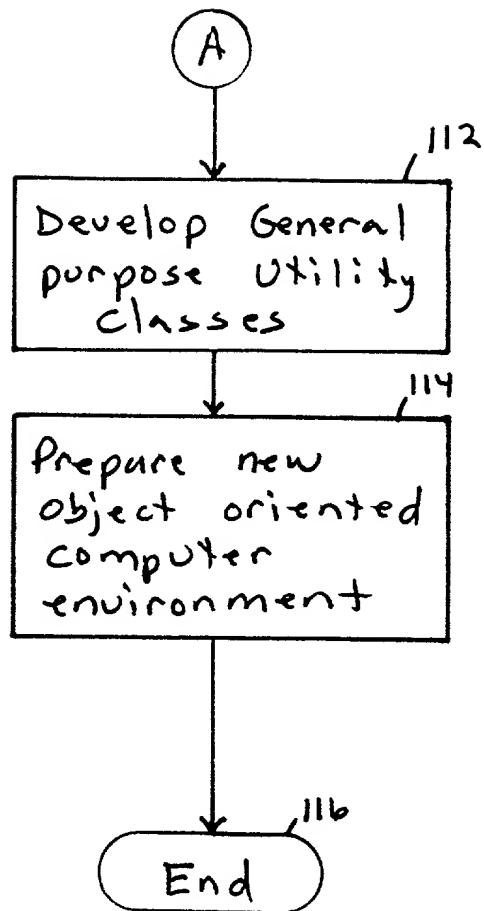 A
112
Develop General
purpose Utility
Classes
114
Prepare new
object oriented
computer
environment
116
End